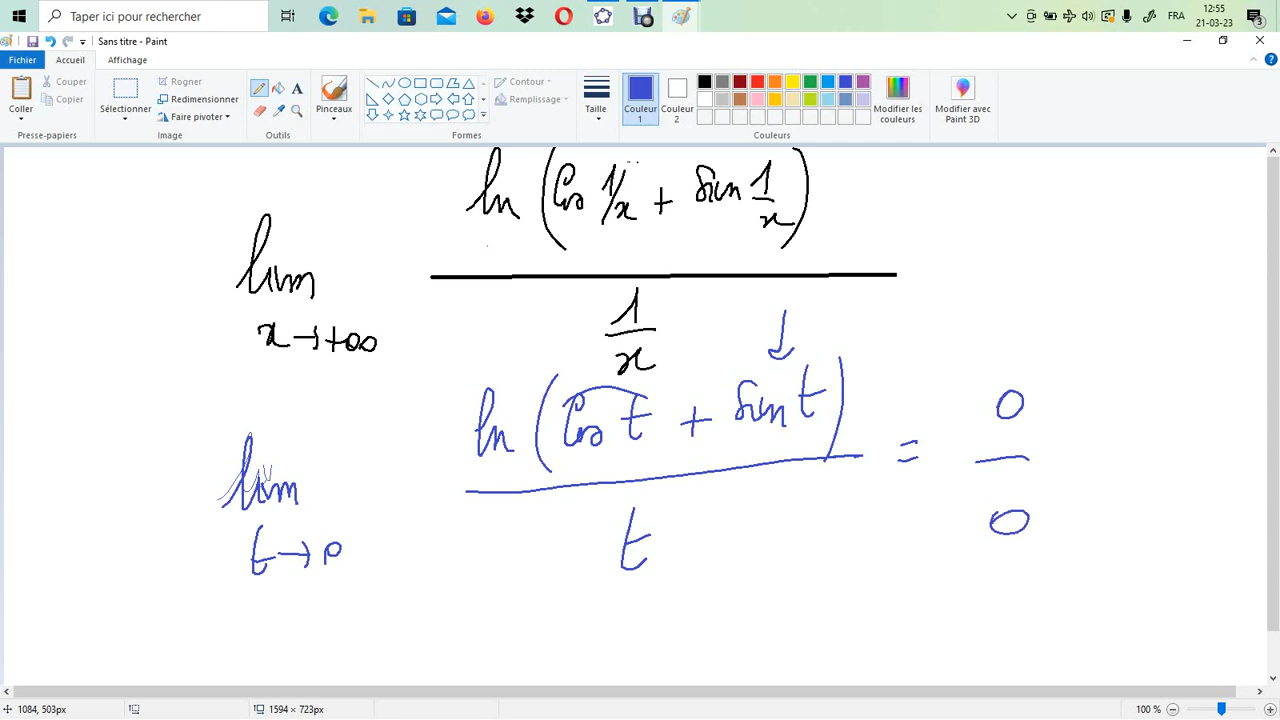 Taper ici pour rechercher
12:55
FRA
21-03-23
3
Sans titre - Paint
Fichier
Accueil
Affichage
Coller
Couper
Copier
Presse-papiers
Sélectionner
Rogner
Redimensionner
Faire pivoter
Image
A
Outils
Pinceaux
Contour
Remplissage
Formes
Taille
Couleur 1
Couleur 2
Modifier les couleurs
Couleurs
Modifier avec Paint 3D
lim x→+∞ ln (cos 1/x + sin 1/x)
1/x
lim t→0 ln (cos t + sin t) = 0
t 0
1084, 503px
1594 × 723px
100 %